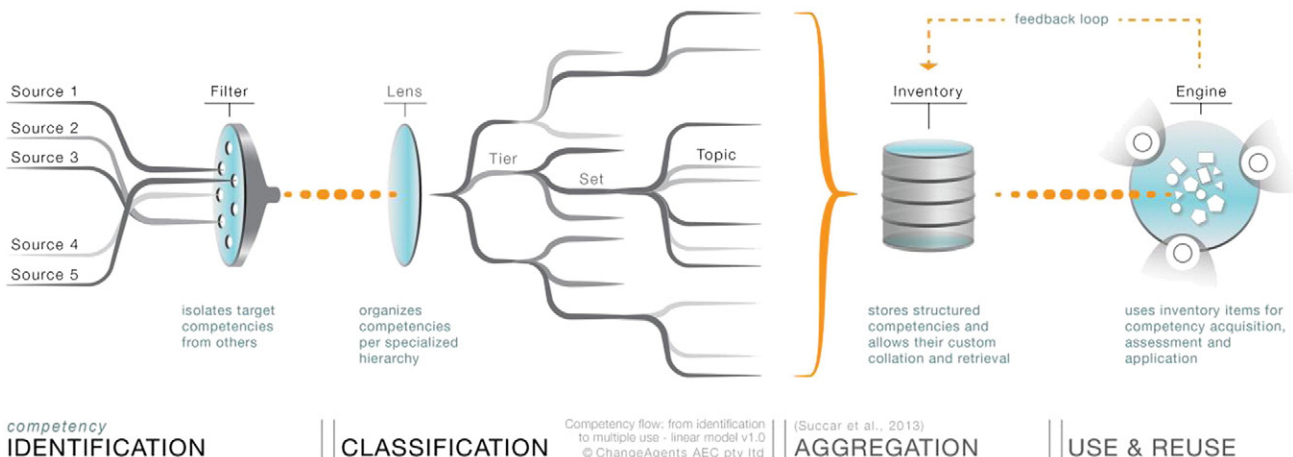 feedback loop
Source 1
Source 2
Source 3
Source 4
Source 5
Filter
Lens
Tier
Set
Topic
Inventory
Engine
isolates target
competencies
from others
organizes
competencies
per specialized
hierarchy
stores structured
competencies and
allows their custom
collation and retrieval
uses inventory items for
competency acquisition,
assessment and
application
competency
IDENTIFICATION
CLASSIFICATION
Competency flow: from identification
to multiple use - linear model v1.0
© ChangeAgents AEC pty ltd
(Succar et al., 2013)
AGGREGATION
USE & REUSE